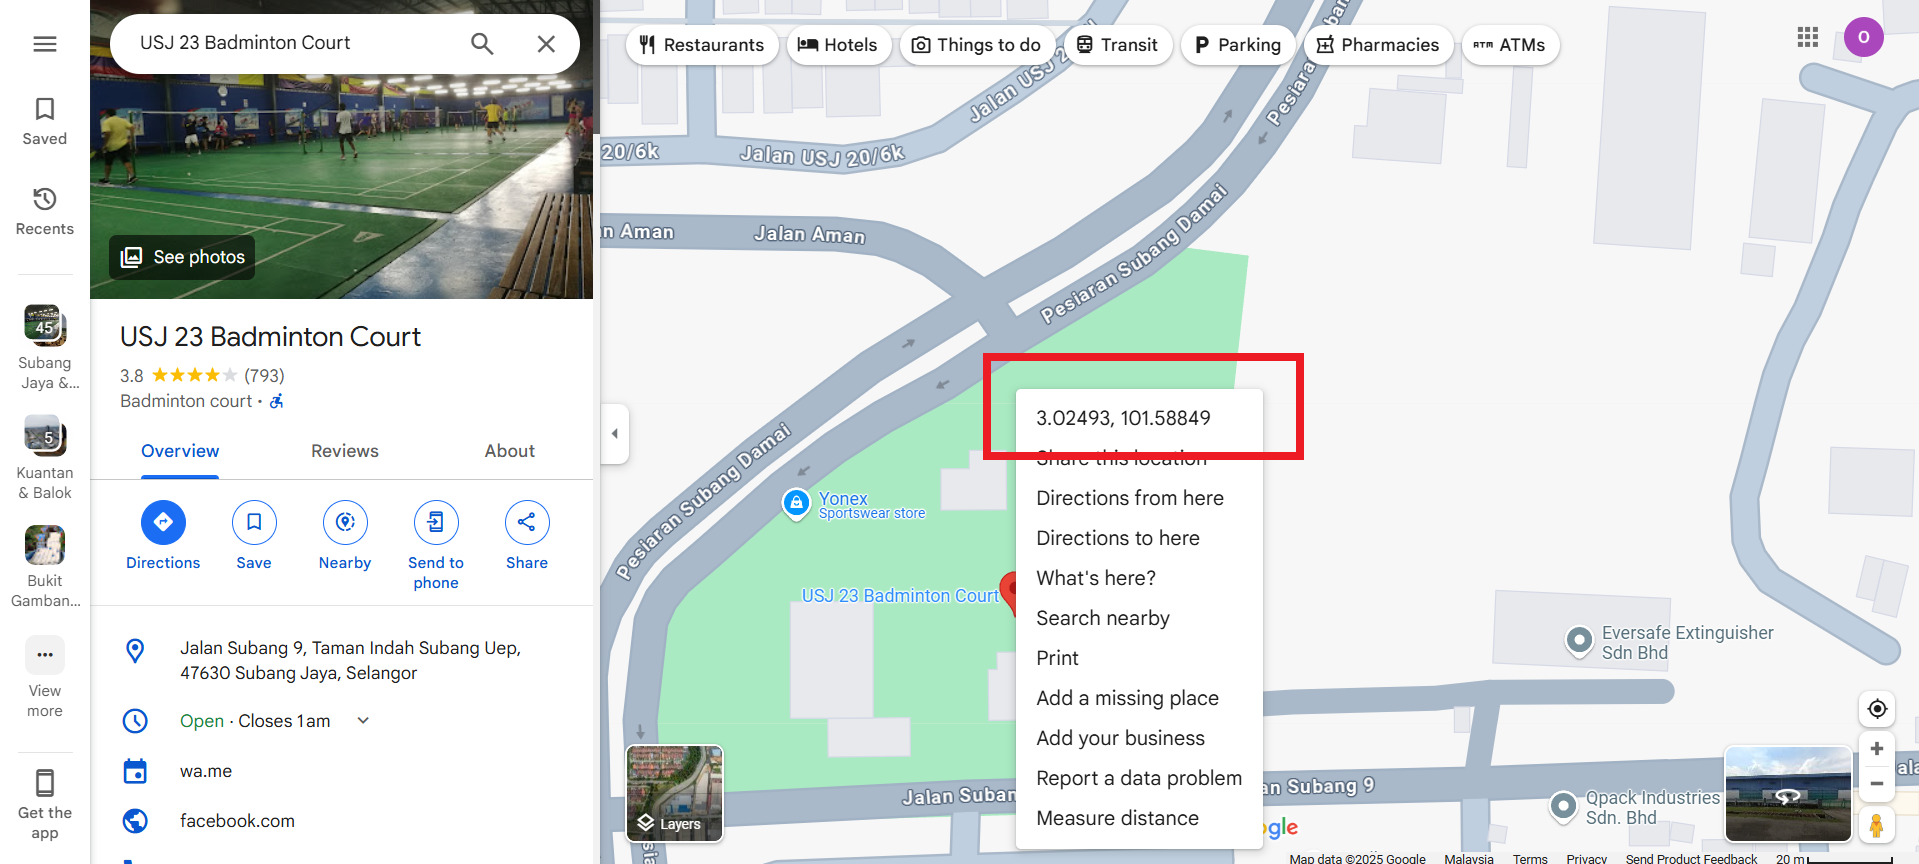 USJ 23 Badminton Court
Saved
Recents
45
Subang
Jaya &...
5
Kuantan
& Balok
Bukit
Gamban...
View
more
Get the
app
See photos
USJ 23 Badminton Court
3.8 (793)
Badminton court ·
Overview
Reviews
About
Directions
Save
Nearby
Send to
phone
Share
Jalan Subang 9, Taman Indah Subang Uep,
47630 Subang Jaya, Selangor
Open · Closes 1 am
wa.me
facebook.com
Restaurants
Hotels
Things to do
Transit
Parking
Pharmacies
ATM ATMs
O
Jalan USJ 2
Pesiaran Subang
20/6k
Jalan USJ 20/6k
n Aman
Jalan Aman
Pesiaran Subang Damai
Pesiaran Subang Damai
Yonex
Sportswear store
USJ 23 Badminton Court
3.02493, 101.58849
Share this location
Directions from here
Directions to here
What's here?
Search nearby
Print
Add a missing place
Add your business
Report a data problem
Measure distance
Eversafe Extinguisher
Sdn Bhd
Jalan Suban
an Subang 9
Qpack Industries
Sdn. Bhd
Layers
gle
Map data ©2025 Google
Malaysia
Terms
Privacy
Send Product Feedback
20 m